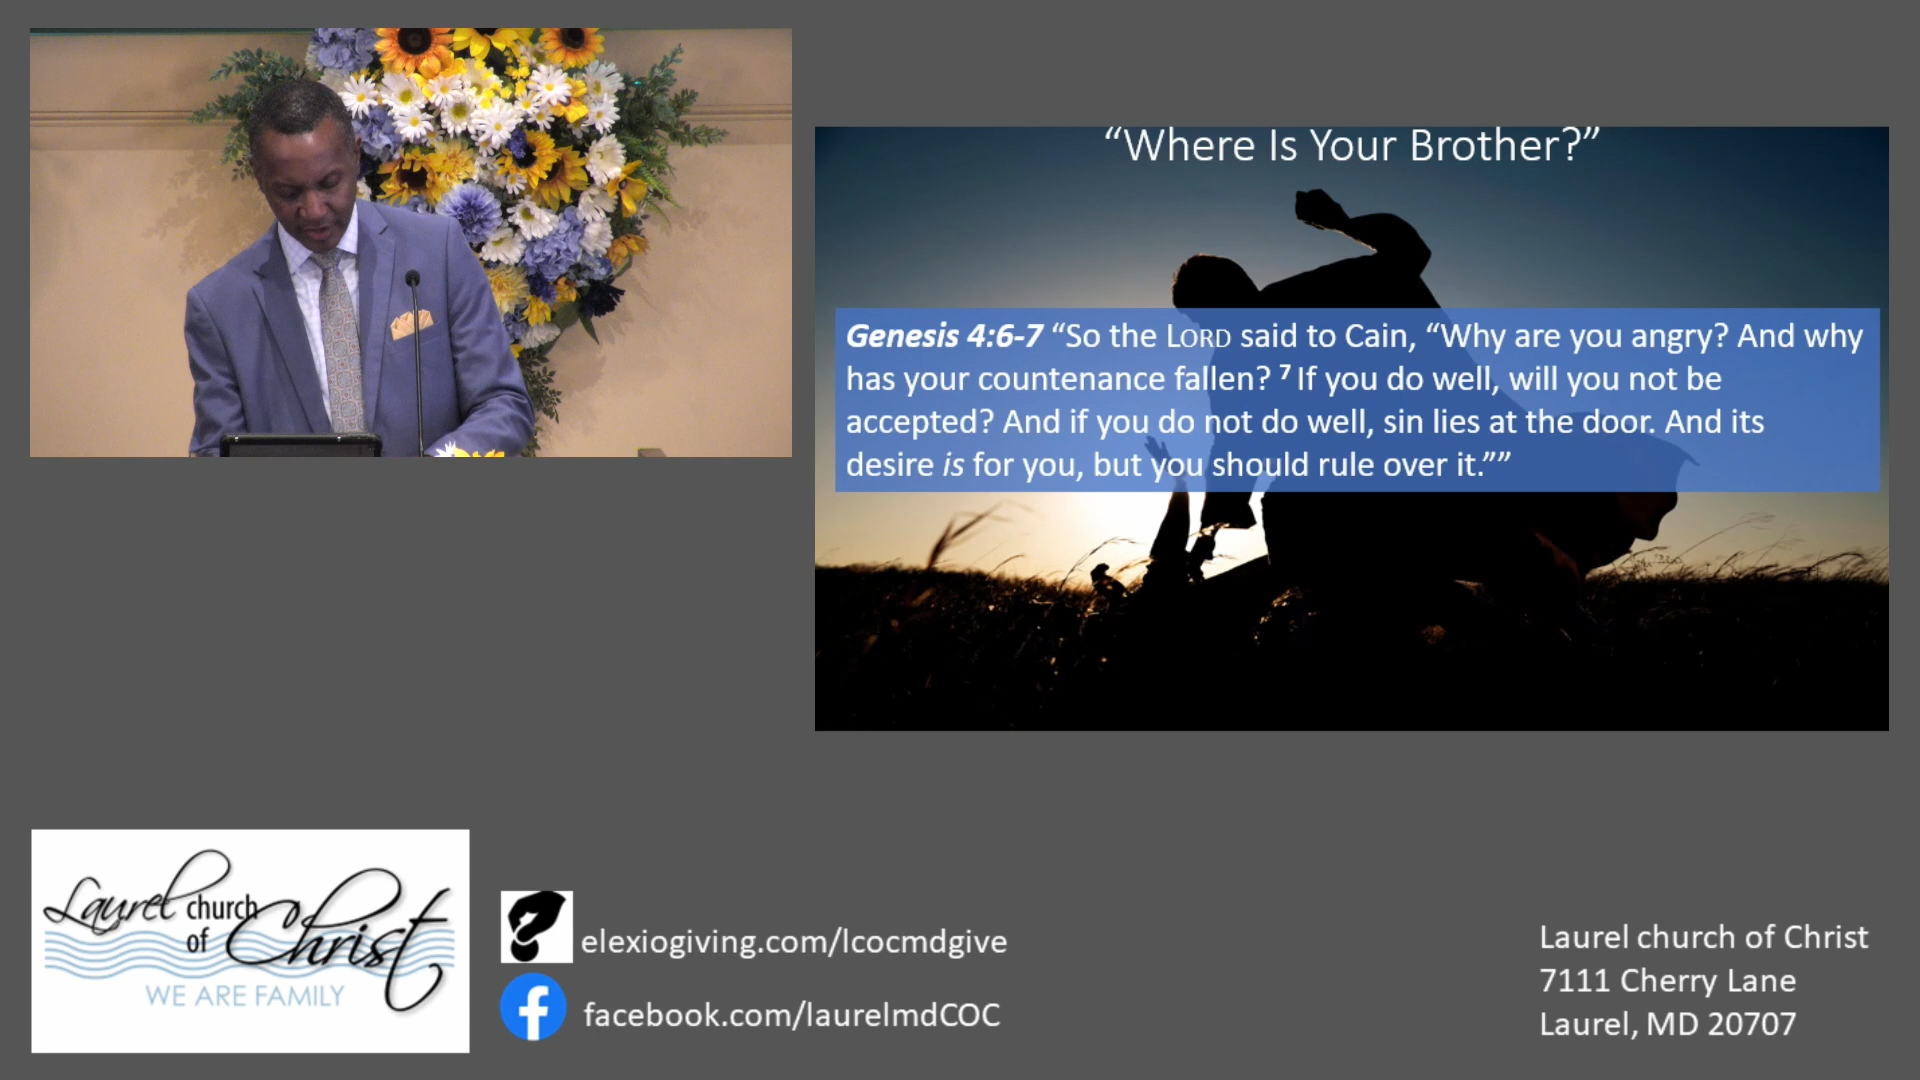 “Where Is Your Brother?”
Genesis 4:6-7 “So the LORD said to Cain, “Why are you angry? And why
has your countenance fallen? 7 If you do well, will you not be
accepted? And if you do not do well, sin lies at the door. And its
desire is for you, but you should rule over it.””
Laurel church of Christ
WE ARE FAMILY
elexiogiving.com/lcocmdgive
facebook.com/laurelmdCOC
Laurel church of Christ
7111 Cherry Lane
Laurel, MD 20707